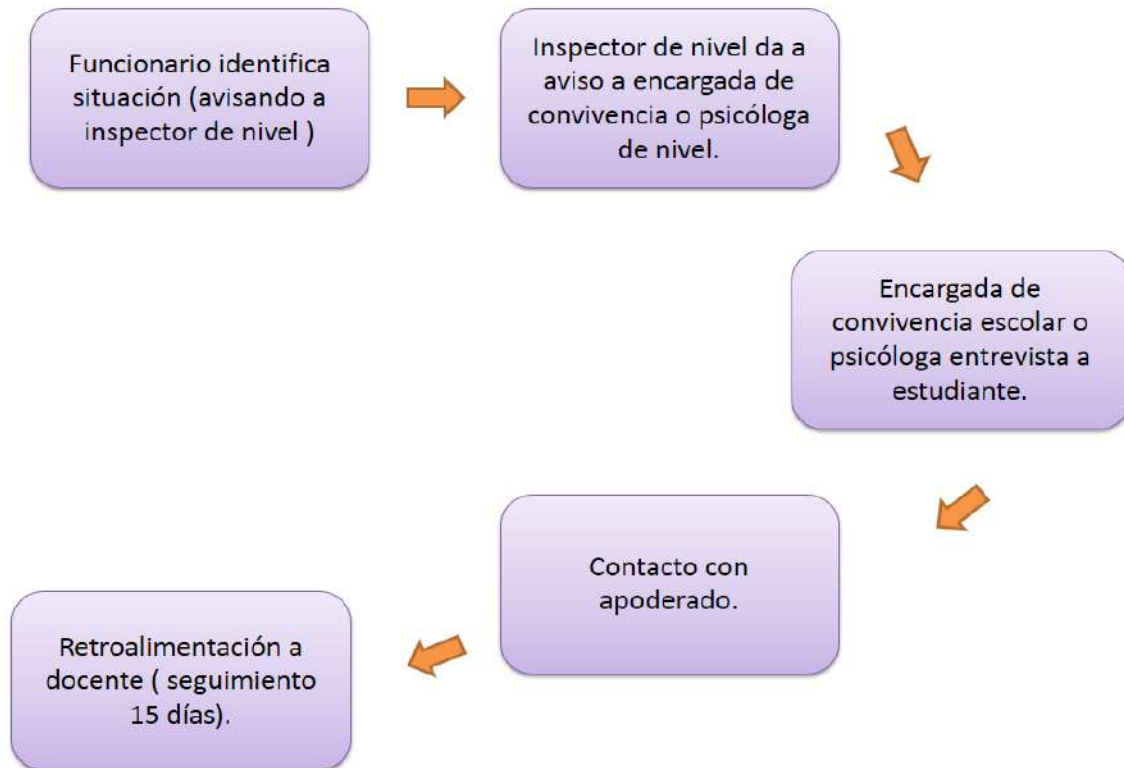 Funcionario identifica
situación (avisando a
inspector de nivel )
Inspector de nivel da a
aviso a encargada de
convivencia o psicóloga
de nivel.
Encargada de
convivencia escolar o
psicóloga entrevista a
estudiante.
Contacto con
apoderado.
Retroalimentación a
docente ( seguimiento
15 días).